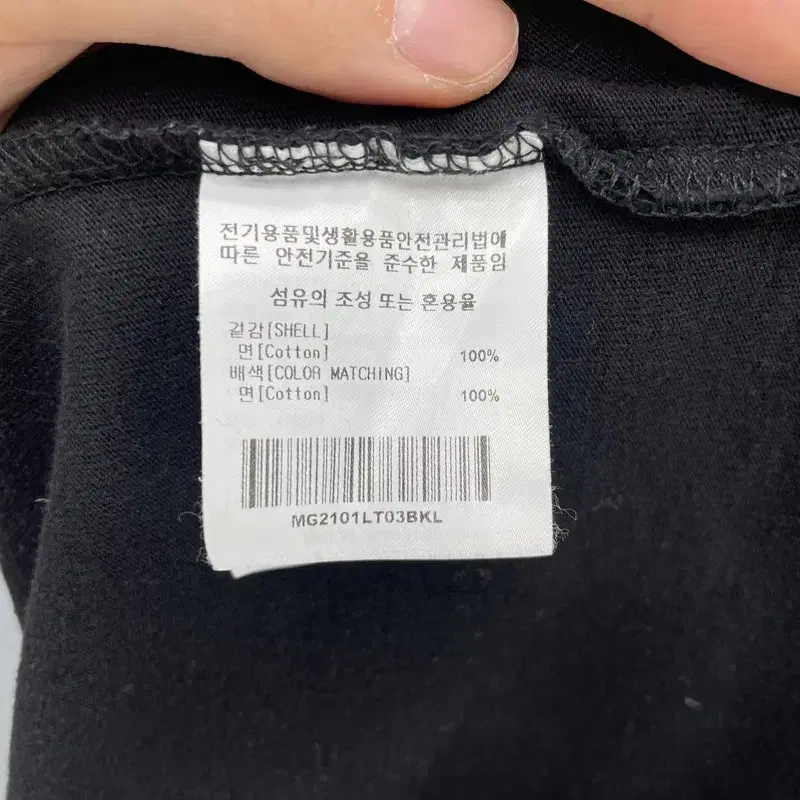 전기용품및생활용품안전관리법에
따른 안전기준을 준수한 제품임
섬유의 조성 또는 혼용율
겉감[SHELL]
면[Cotton] 100%
배색[COLOR MATCHING]
면[Cotton] 100%
MG2101LT03BKL